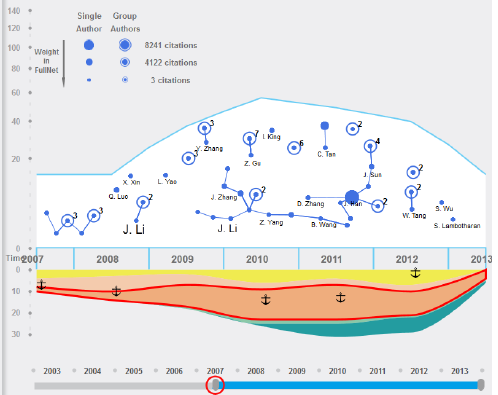 140
120
100
80
60
40
20
0
Single Author
Group Authors
Weight in FullNet
8241 citations
4122 citations
3 citations
3
Y. Zhang
7
Z. Gu
I. King
6
2
C. Tan
4
J. Sun
3
X. Xin
L. Yao
Q. Luo
2
J. Li
3
3
J. Zhang
2
J. Li
Z. Yang
D. Zhang
B. Wang
J. Han
2
2
2
W. Tang
S. Wu
S. Lambotharan
Time
2007
2008
2009
2010
2011
2012
2013
0
10
20
30
2003
2004
2005
2006
2007
2008
2009
2010
2011
2012
2013